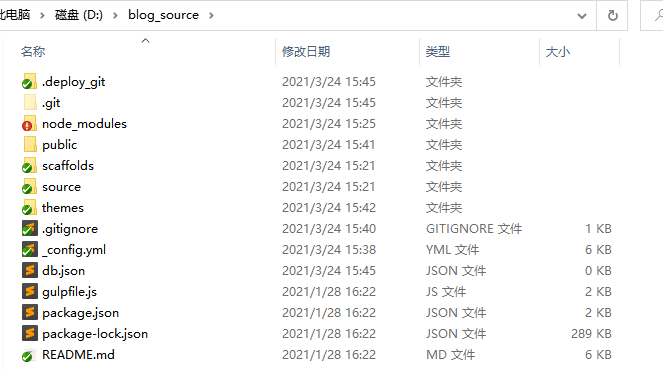 此电脑 > 磁盘 (D:) > blog_source
名称 修改日期 类型 大小
.deploy_git 2021/3/24 15:45 文件夹
.git 2021/3/24 15:45 文件夹
node_modules 2021/3/24 15:25 文件夹
public 2021/3/24 15:41 文件夹
scaffolds 2021/3/24 15:21 文件夹
source 2021/3/24 15:21 文件夹
themes 2021/3/24 15:42 文件夹
.gitignore 2021/3/24 15:40 GITIGNORE 文件 1 KB
_config.yml 2021/3/24 15:38 YML 文件 6 KB
db.json 2021/3/24 15:45 JSON 文件 0 KB
gulpfile.js 2021/1/28 16:22 JS 文件 2 KB
package.json 2021/1/28 16:22 JSON 文件 2 KB
package-lock.json 2021/1/28 16:22 JSON 文件 289 KB
README.md 2021/1/28 16:22 MD 文件 6 KB